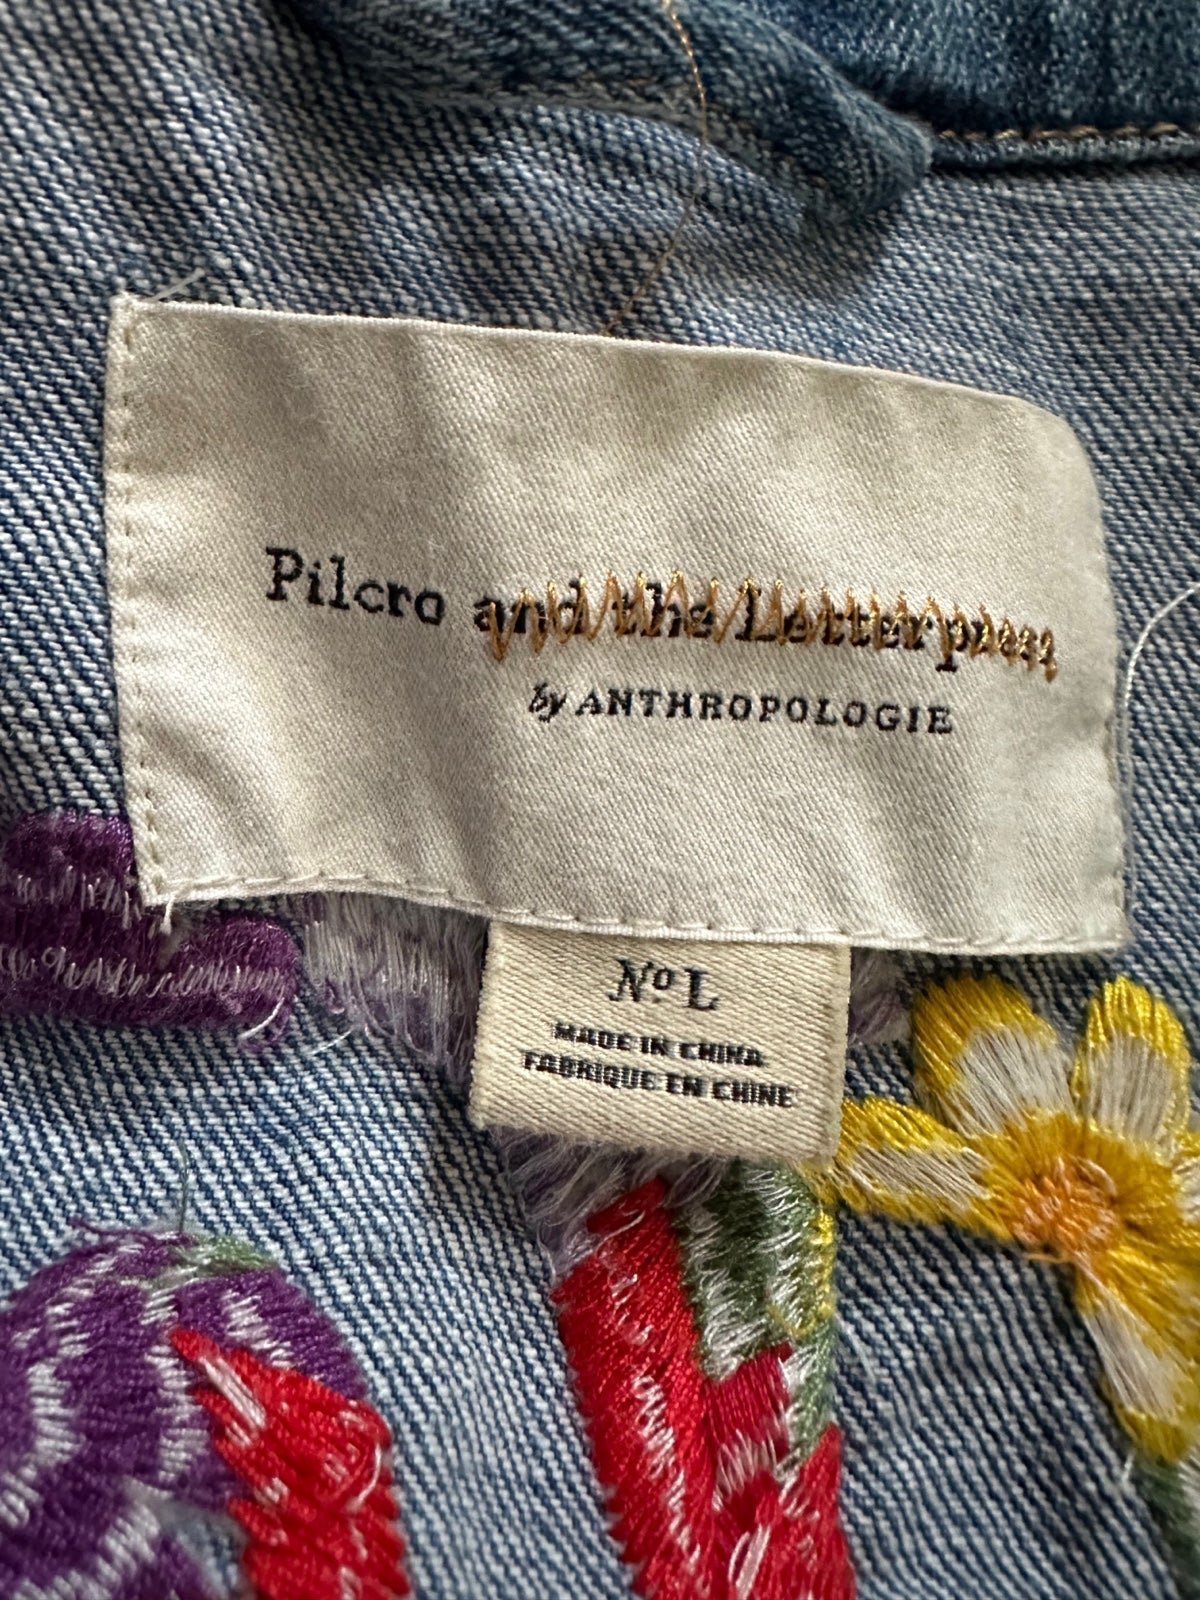 Pilcro and the Letterpress
by ANTHROPOLOGIE
Nº L
MADE IN CHINA
FABRIQUE EN CHINE